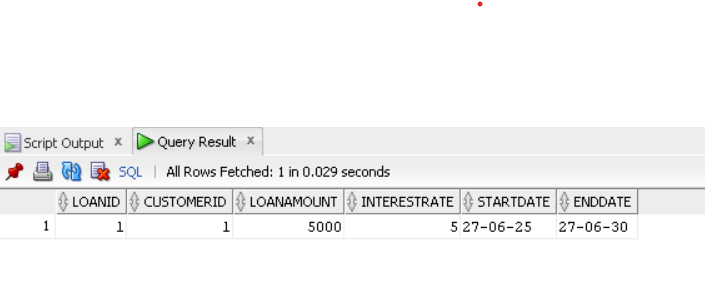 Script Output x Query Result x
SQL | All Rows Fetched: 1 in 0.029 seconds
LOANID CUSTOMERID LOANAMOUNT INTERESTRATE STARTDATE ENDDATE
1 1 1 5000 5 27-06-25 27-06-30